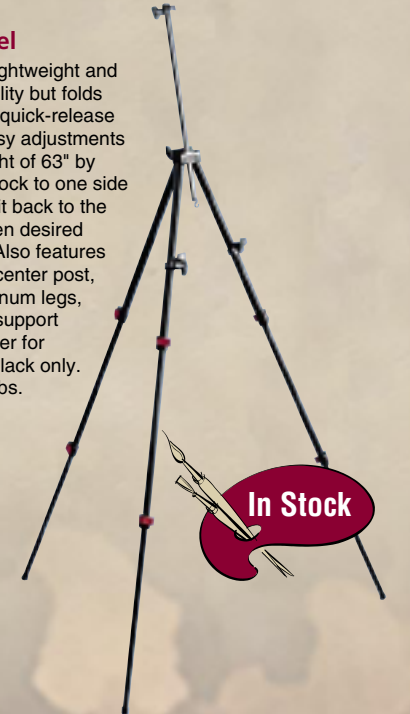 el
ghtweight and
lity but folds
quick-release
sy adjustments
ht of 63" by
ock to one side
it back to the
en desired
Also features
center post,
num legs,
support
er for
lack only.
bs.
In Stock